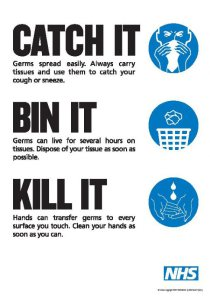 CATCH IT
Germs spread easily. Always carry
tissues and use them to catch your
cough or sneeze.
BIN IT
Germs can live for several hours on
tissues. Dispose of your tissue as soon as
possible.
KILL IT
Hands can transfer germs to every
surface you touch. Clean your hands as
soon as you can.
NHS